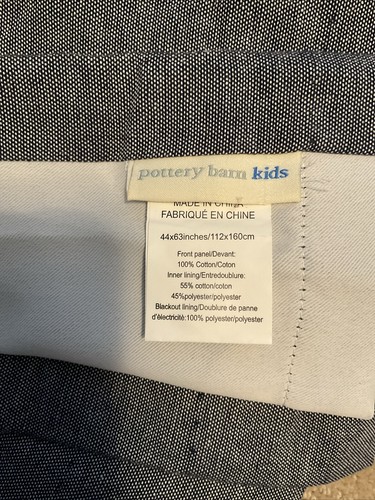 pottery barn kids
MADE IN CHINA
FABRIQUÉ EN CHINE
44x63inches/112x160cm
Front panel/Devant:
100% Cotton/Coton
Inner lining/Entredoublure:
55% cotton/coton
45%polyester/polyester
Blackout lining/Doublure de panne
d'électricité:100% polyester/polyester